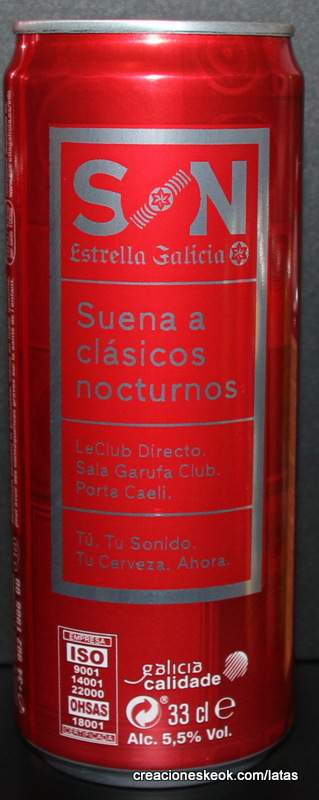 SON
Estrella Galicia
Suena a
clásicos
nocturnos
LeClub Directo.
Sala Garufa Club.
Porta Caeli.
Tú. Tu Sonido.
Tu Cerveza. Ahora.
EMPRESA
ISO
9001
14001
22000
OHSAS
18001
CERTIFICADA
galicia
calidade
33 cl e
Alc. 5,5% Vol.
creacioneskeok.com/latas